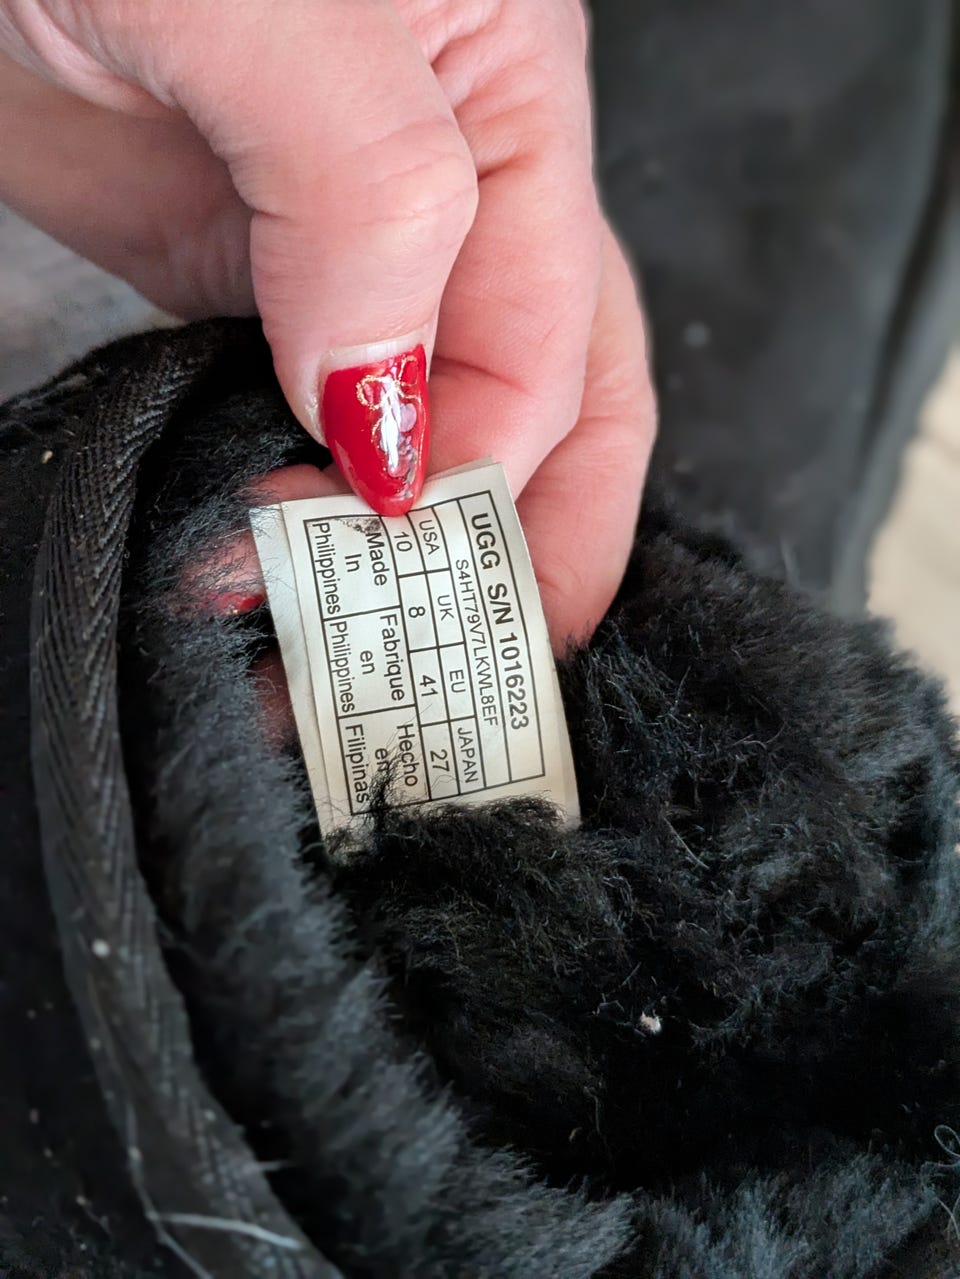 UGG S/N 1016223
S4HT79V7LKWL8EF
USA UK EU JAPAN
10 8 41 27
Made Fabrique Hecho
In en en
Philippines Philippines Filipinas